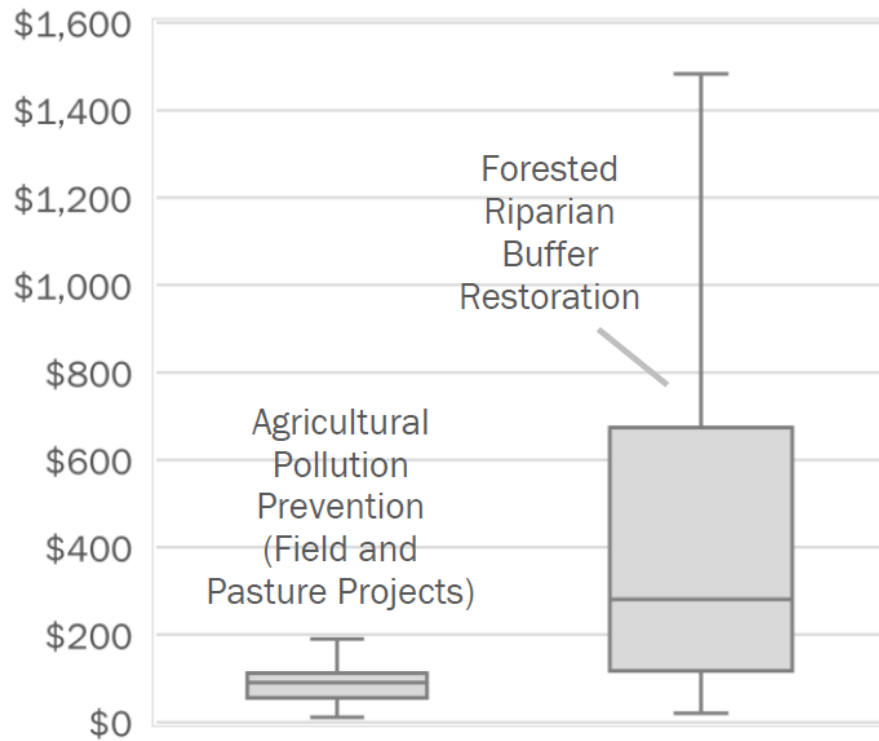 $1,600
$1,400
$1,200
$1,000
$800
$600
$400
$200
$0
Forested
Riparian
Buffer
Restoration
Agricultural
Pollution
Prevention
(Field and
Pasture Projects)